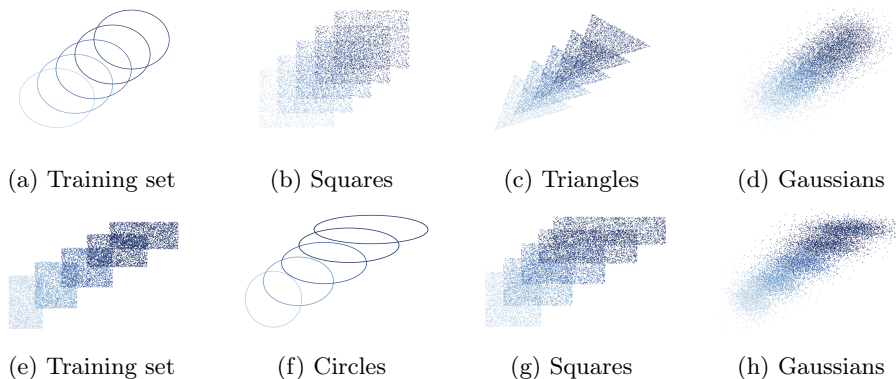 (a) Training set (b) Squares (c) Triangles (d) Gaussians
(e) Training set (f) Circles (g) Squares (h) Gaussians